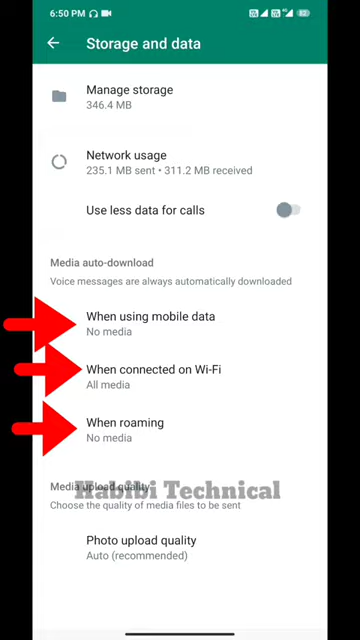 6:50 PM
Storage and data
Manage storage
346.4 MB
Network usage
235.1 MB sent • 311.2 MB received
Use less data for calls
Media auto-download
Voice messages are always automatically downloaded
When using mobile data
No media
When connected on Wi-Fi
All media
When roaming
No media
Media upload quality
Habibi Technical
Choose the quality of media files to be sent
Photo upload quality
Auto (recommended)